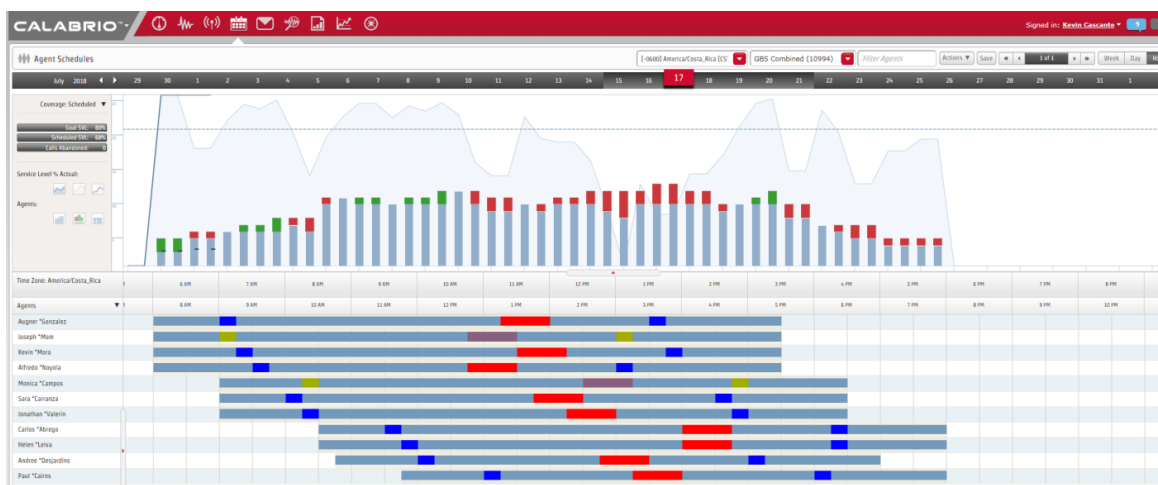 CALABRIO
Signed in: Kevin Cascante
Agent Schedules
[-0600] America/Costa_Rica (CS
GBS Combined (10994)
Filter Agents
Actions ▼
Save
1 of 1
Week
Day
July 2018
29 30 1 2 3 4 5 6 7 8 9 10 11 12 13 14 15 16 17 18 19 20 21 22 23 24 25 26 27 28 29 30 31 1
Coverage: Scheduled ▼
Goal SVL: 80%
Scheduled SVL: 68%
Calls Abandoned: 0
Service Level % Actual:
Agents:
Time Zone: America/Costa_Rica
6 AM 7 AM 8 AM 9 AM 10 AM 11 AM 12 PM 1 PM 2 PM 3 PM 4 PM 5 PM 6 PM 7 PM 8 PM
Agents ▼
8 AM 9 AM 10 AM 11 AM 12 PM 1 PM 2 PM 3 PM 4 PM 5 PM 6 PM 7 PM 8 PM 9 PM 10 PM
Augner *Gonzalez
Joseph *Mom
Kevin *Mora
Alfredo *Noyola
Monica *Campos
Sara *Carranza
Jonathan *Valerin
Carlos *Abrego
Helen *Leiva
Andree *Desjardins
Paul *Cairns